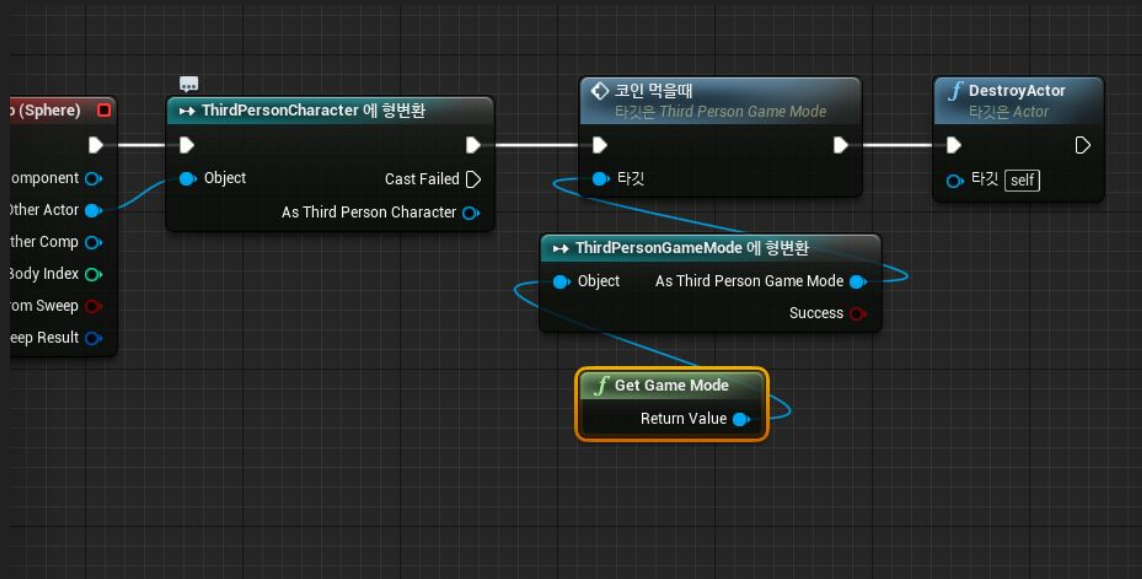 (Sphere)
ThirdPersonCharacter 에 형변환
코인 먹을때
타깃은 Third Person Game Mode
DestroyActor
타깃은 Actor
omponent
Object
Cast Failed
타깃
타깃 self
Other Actor
As Third Person Character
ther Comp
Body Index
om Sweep
eep Result
ThirdPersonGameMode 에 형변환
Object
As Third Person Game Mode
Success
f Get Game Mode
Return Value